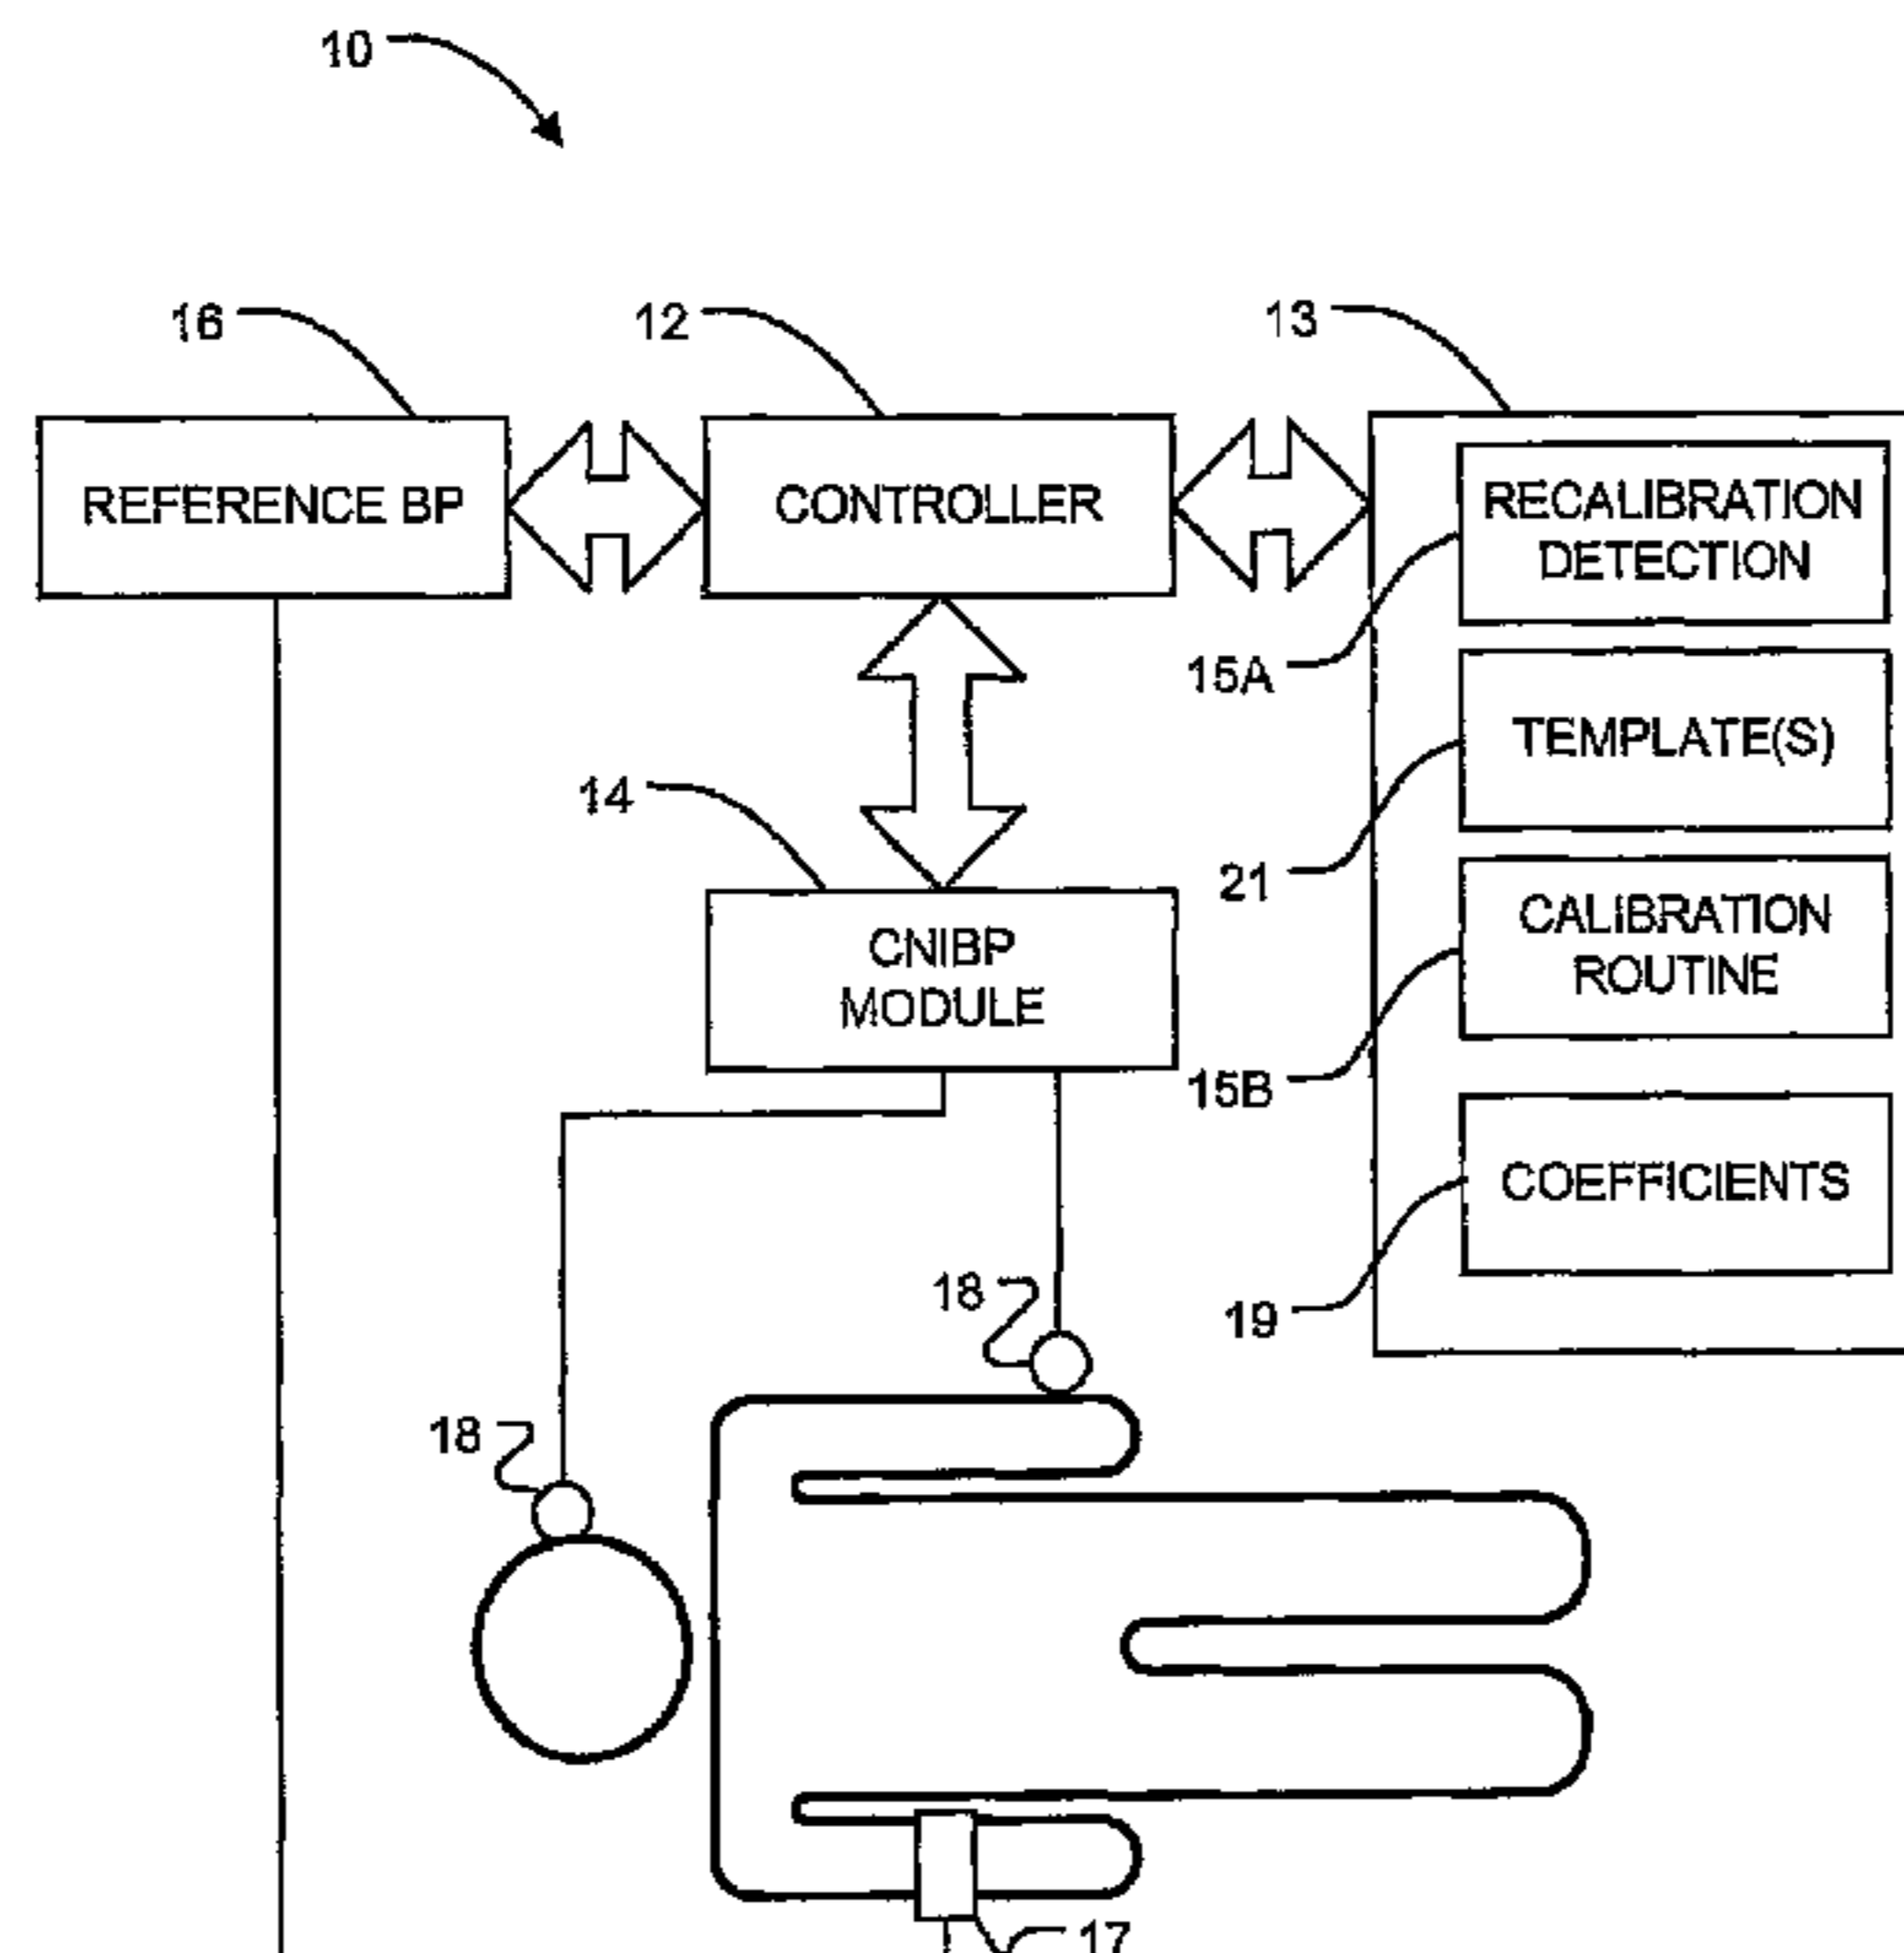 10
16
12
13
REFERENCE BP
CONTROLLER
RECALIBRATION
DETECTION
15A
TEMPLATE(S)
14
21
CNIBP
MODULE
CALIBRATION
ROUTINE
15B
COEFFICIENTS
18
19
18
17